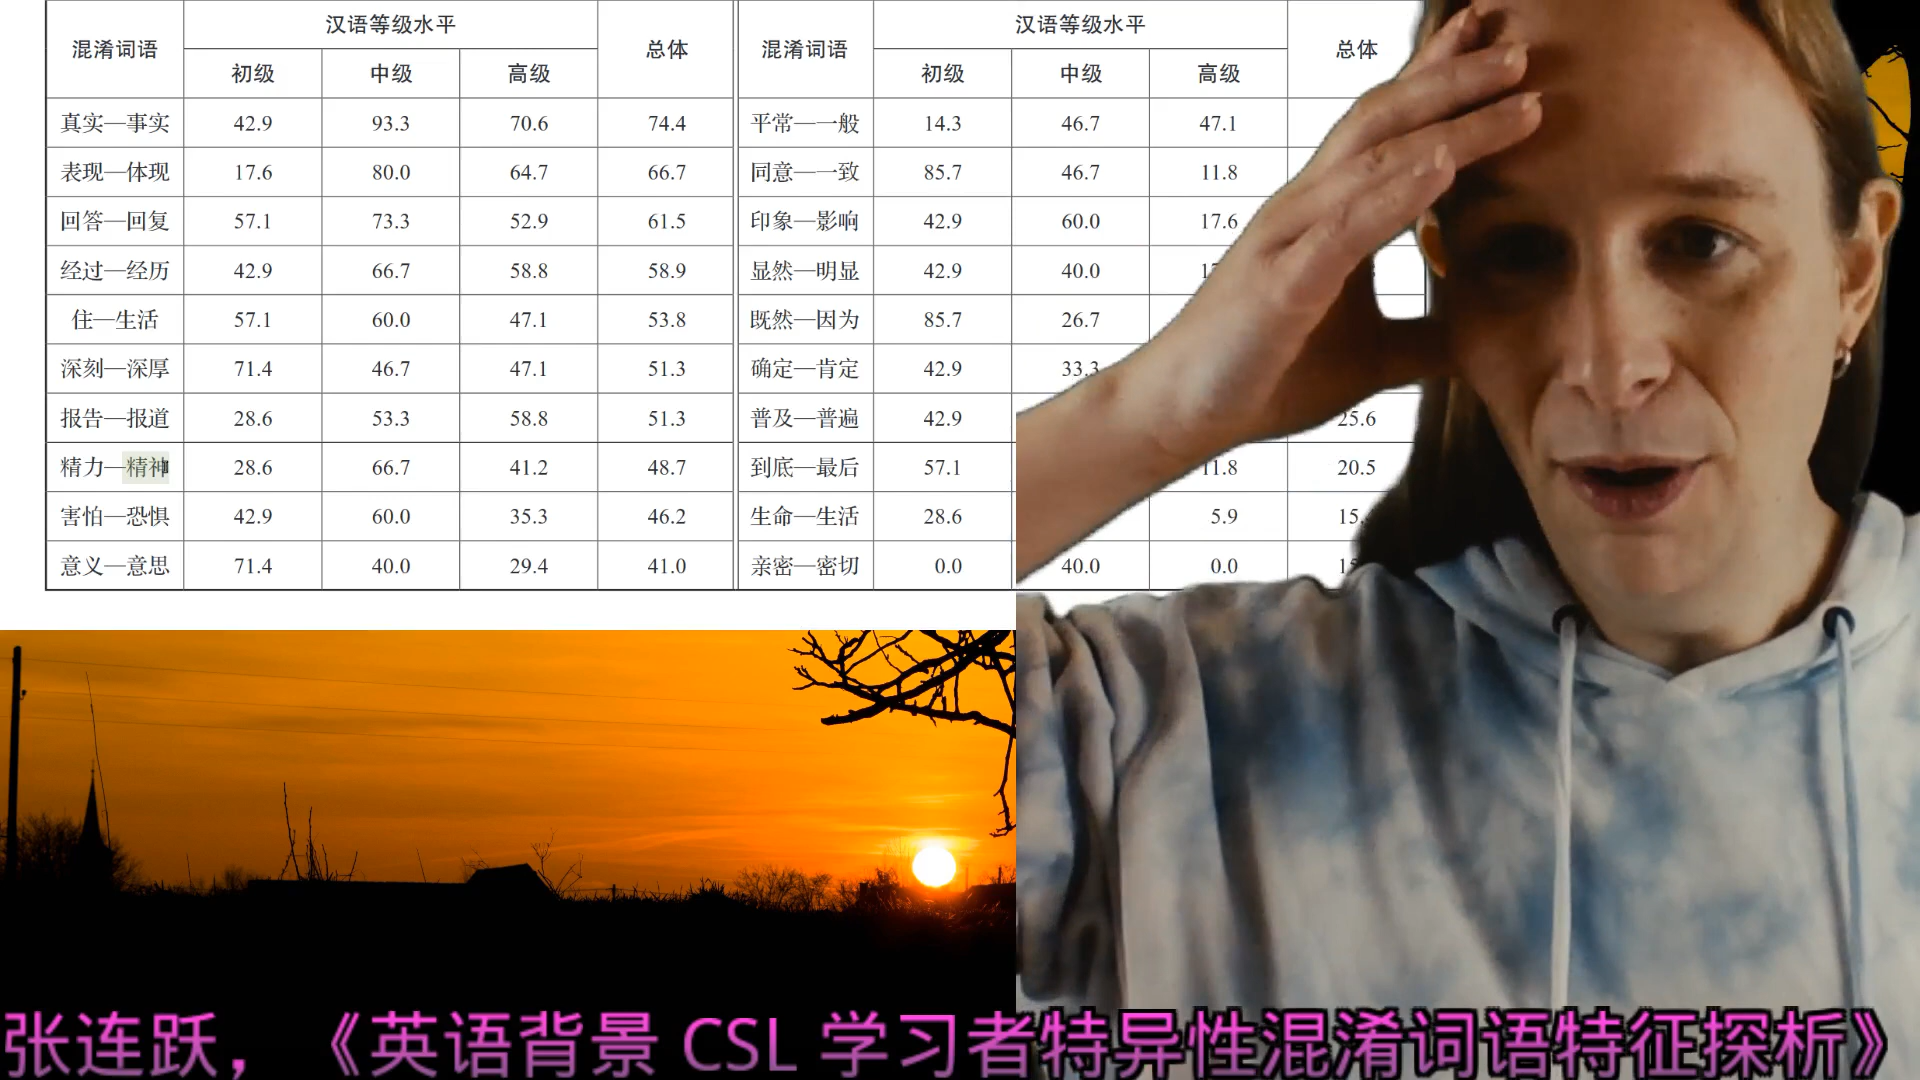 混淆词语 汉语等级水平 总体 混淆词语 汉语等级水平 总体
初级 中级 高级 初级 中级 高级
真实—事实 42.9 93.3 70.6 74.4 平常—一般 14.3 46.7 47.1
表现—体现 17.6 80.0 64.7 66.7 同意—一致 85.7 46.7 11.8
回答—回复 57.1 73.3 52.9 61.5 印象—影响 42.9 60.0 17.6
经过—经历 42.9 66.7 58.8 58.9 显然—明显 42.9 40.0
住—生活 57.1 60.0 47.1 53.8 既然—因为 85.7 26.7
深刻—深厚 71.4 46.7 47.1 51.3 确定—肯定 42.9 33.3
报告—报道 28.6 53.3 58.8 51.3 普及—普遍 42.9 25.6
精力—精神 28.6 66.7 41.2 48.7 到底—最后 57.1 11.8 20.5
害怕—恐惧 42.9 60.0 35.3 46.2 生命—生活 28.6 5.9
意义—意思 71.4 40.0 29.4 41.0 亲密—密切 0.0 40.0 0.0
张连跃，《英语背景 CSL 学习者特异性混淆词语特征探析》